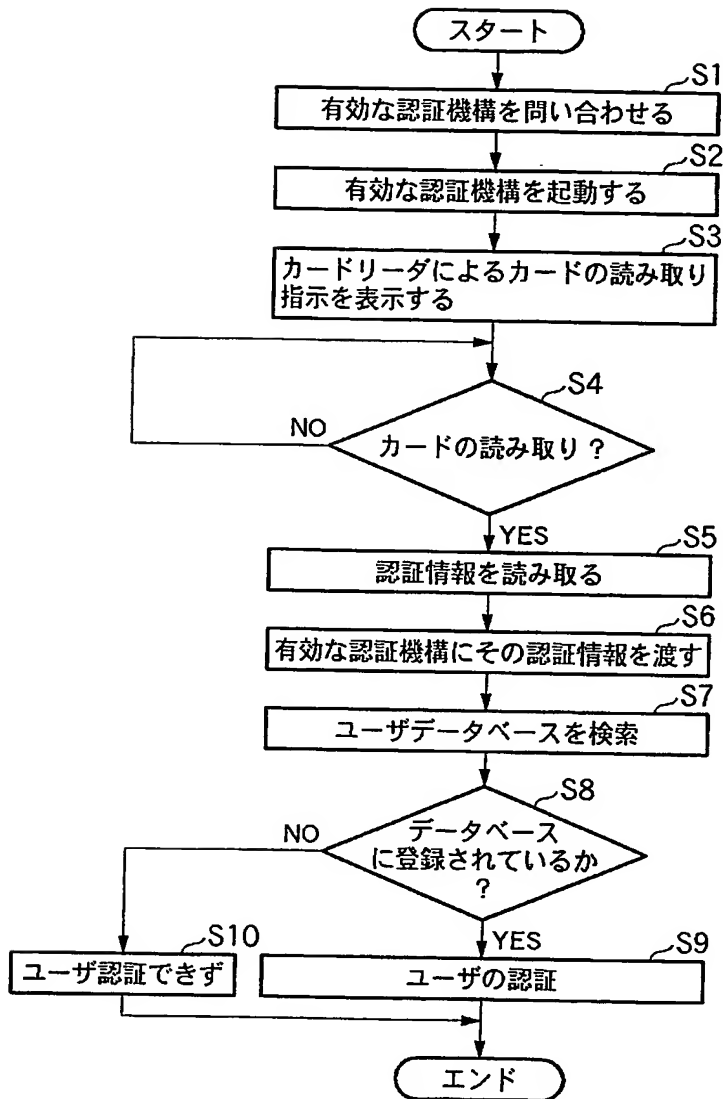 スタート
S1
有効な認証機構を問い合わせる
S2
有効な認証機構を起動する
S3
カードリーダによるカードの読み取り
指示を表示する
S4
カードの読み取り？
NO
YES
S5
認証情報を読み取る
S6
有効な認証機構にその認証情報を渡す
S7
ユーザデータベースを検索
S8
データベース
に登録されているか
？
NO
YES
S10
ユーザ認証できず
S9
ユーザの認証
エンド